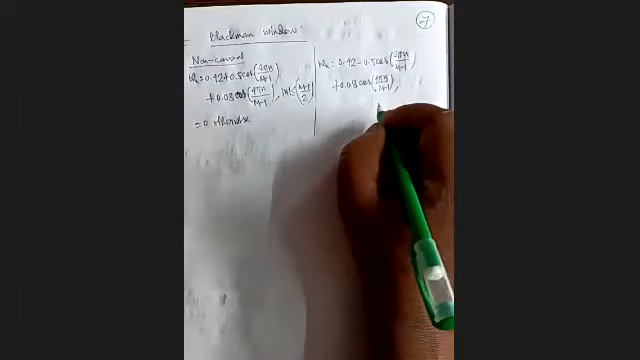 7
Blackman Window:
Non-causal
Wn = 0.42 + 0.5 cos (2πn / M-1)
+ 0.08 cos (4πn / M-1), |n| < (M-1 / 2)
= 0 otherwise
Wn = 0.42 - 0.5 cos (2πn / M-1)
+ 0.08 cos (4πn / M-1),